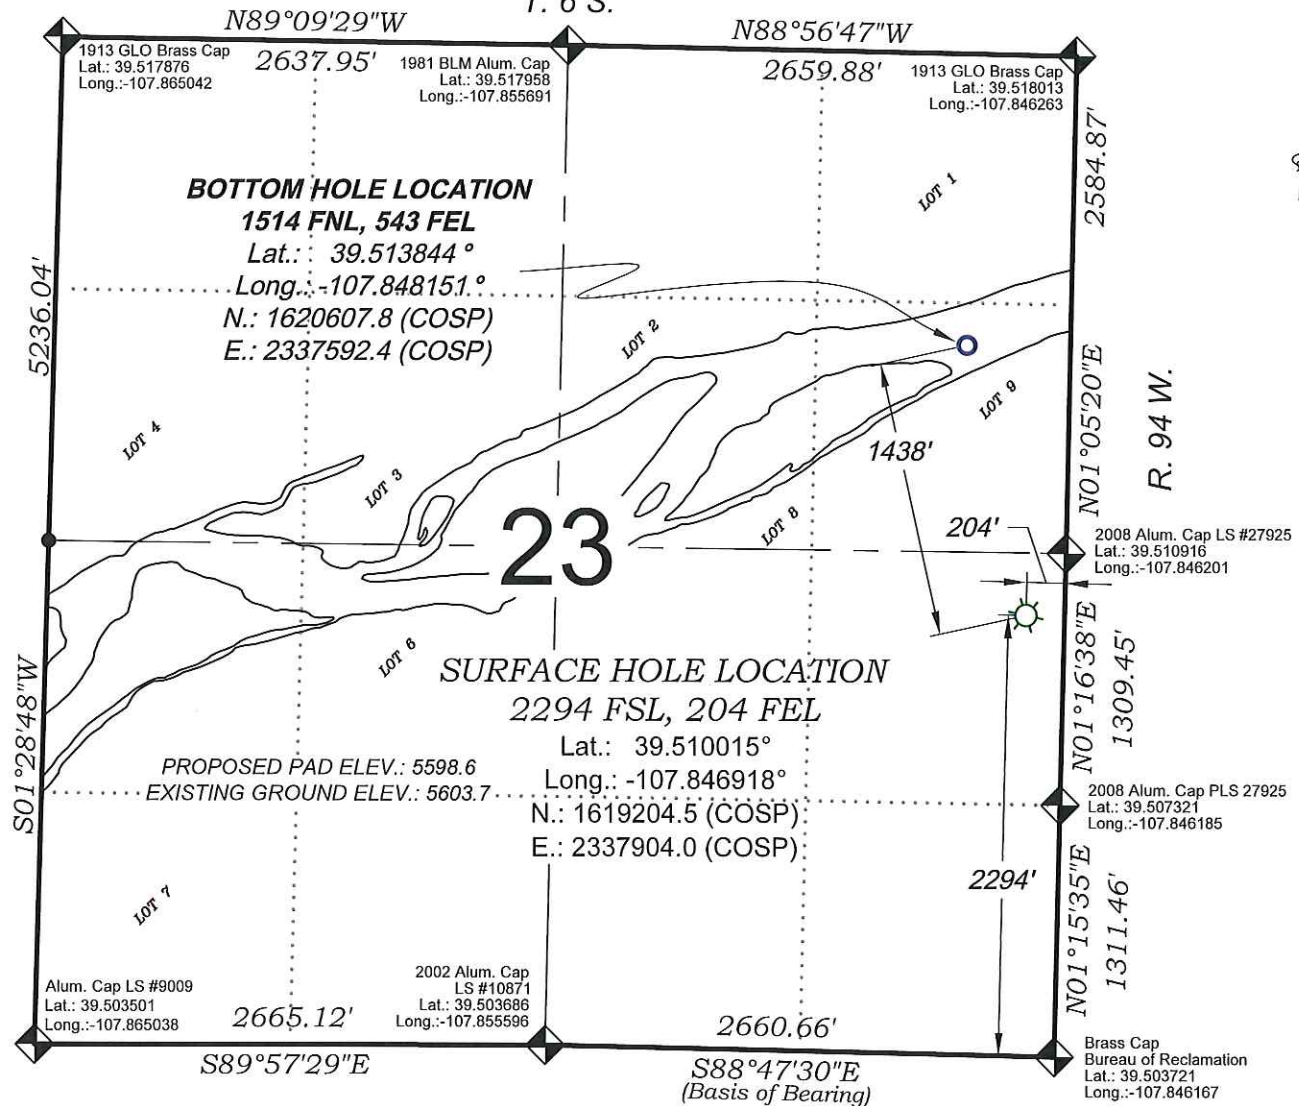 T. 6 S.
N89°09'29"W
N88°56'47"W
1913 GLO Brass Cap
Lat.: 39.517876
Long.:-107.865042
2637.95'
1981 BLM Alum. Cap
Lat.: 39.517958
Long.:-107.855691
2659.88'
1913 GLO Brass Cap
Lat.: 39.518013
Long.:-107.846263
2584.87'
LOT 1
BOTTOM HOLE LOCATION
1514 FNL, 543 FEL
Lat.: 39.513844°
Long.: -107.848151°
N.: 1620607.8 (COSP)
E.: 2337592.4 (COSP)
5236.04'
LOT 2
LOT 9
N01°05'20"E
R. 94 W.
LOT 4
LOT 3
1438'
LOT 8
23
204'
2008 Alum. Cap LS #27925
Lat.: 39.510916
Long.:-107.846201
LOT 6
S01°28'48"W
SURFACE HOLE LOCATION
2294 FSL, 204 FEL
Lat.: 39.510015°
Long.: -107.846918°
N.: 1619204.5 (COSP)
E.: 2337904.0 (COSP)
N01°16'38"E
1309.45'
PROPOSED PAD ELEV.: 5598.6
EXISTING GROUND ELEV.: 5603.7
2008 Alum. Cap PLS 27925
Lat.: 39.507321
Long.:-107.846185
2294'
N01°15'35"E
1311.46'
LOT 7
Alum. Cap LS #9009
Lat.: 39.503501
Long.:-107.865038
2665.12'
2002 Alum. Cap
LS #10871
Lat.: 39.503686
Long.:-107.855596
2660.66'
S89°57'29"E
S88°47'30"E
(Basis of Bearing)
Brass Cap
Bureau of Reclamation
Lat.: 39.503721
Long.:-107.846167